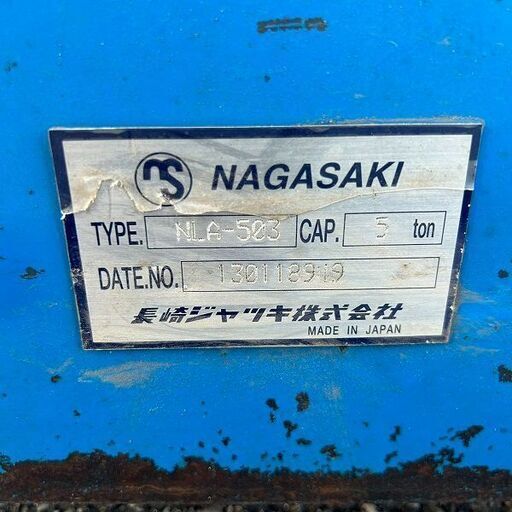 NS NAGASAKI
TYPE. NLA-503 CAP. 5 ton
DATE.NO. 130118919
長崎ジャッキ株式会社
MADE IN JAPAN